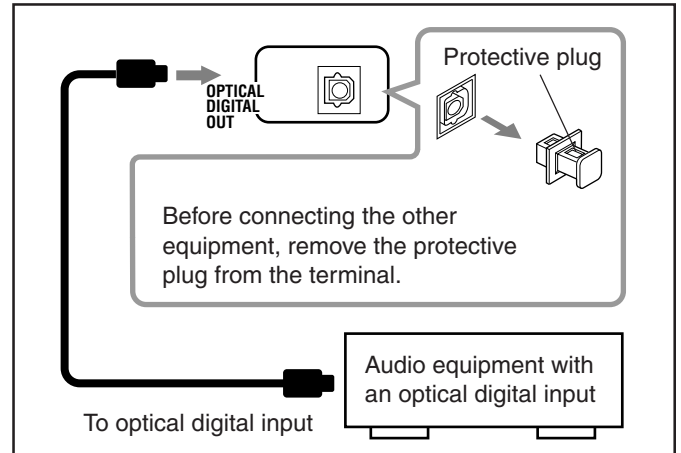 Protective plug
OPTICAL
DIGITAL
OUT
Before connecting the other
equipment, remove the protective
plug from the terminal.
Audio equipment with
an optical digital input
To optical digital input